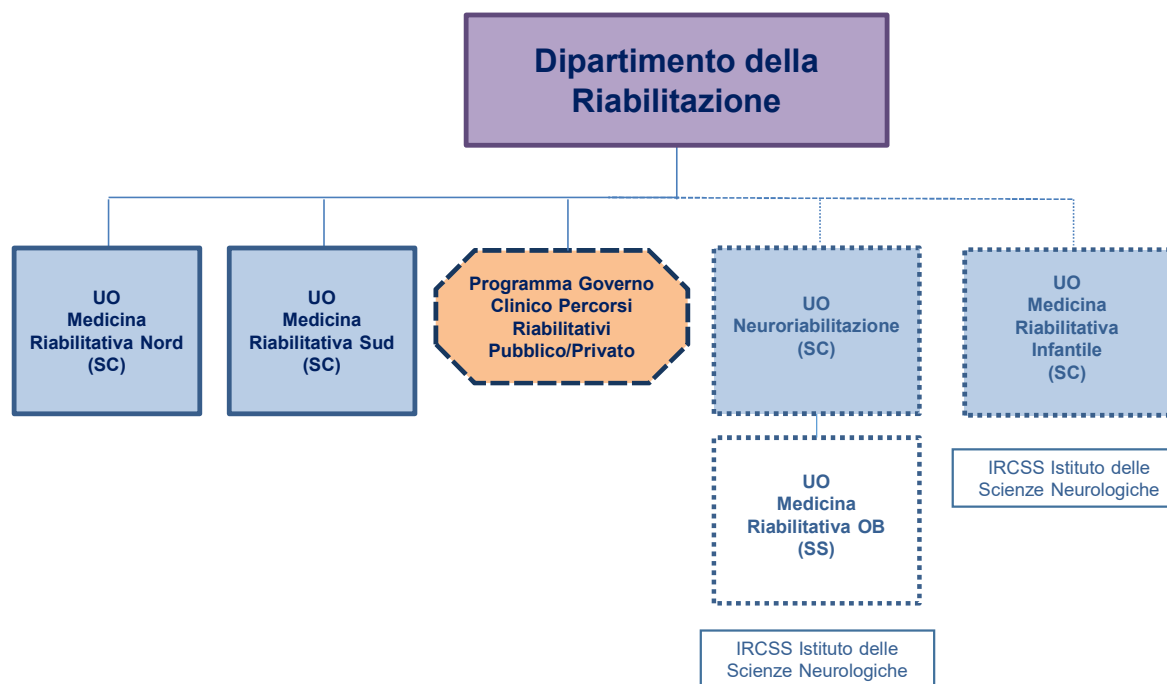 Dipartimento della
Riabilitazione
UO
Medicina
Riabilitativa Nord
(SC)
UO
Medicina
Riabilitativa Sud
(SC)
Programma Governo
Clinico Percorsi
Riabilitativi
Pubblico/Privato
UO
Neuroriabilitazione
(SC)
UO
Medicina
Riabilitativa
Infantile
(SC)
UO
Medicina
Riabilitativa OB
(SS)
IRCSS Istituto delle
Scienze Neurologiche
IRCSS Istituto delle
Scienze Neurologiche